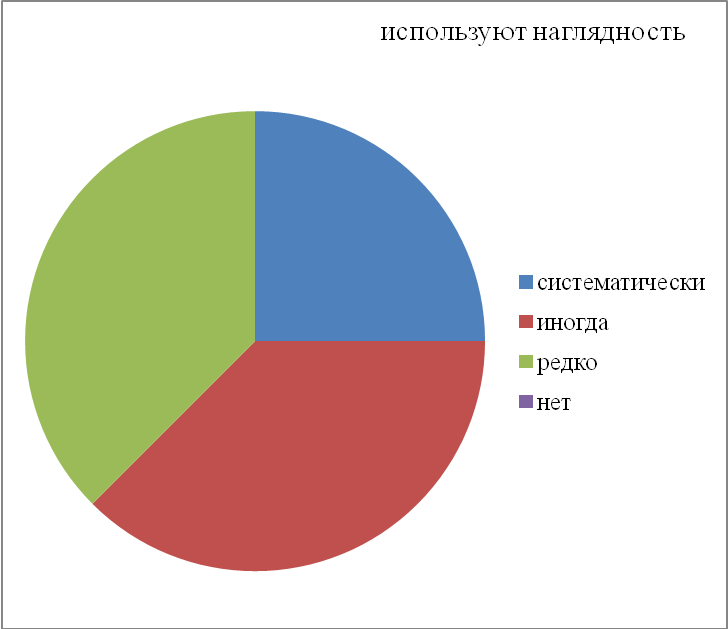 используют наглядность
систематически
иногда
редко
нет